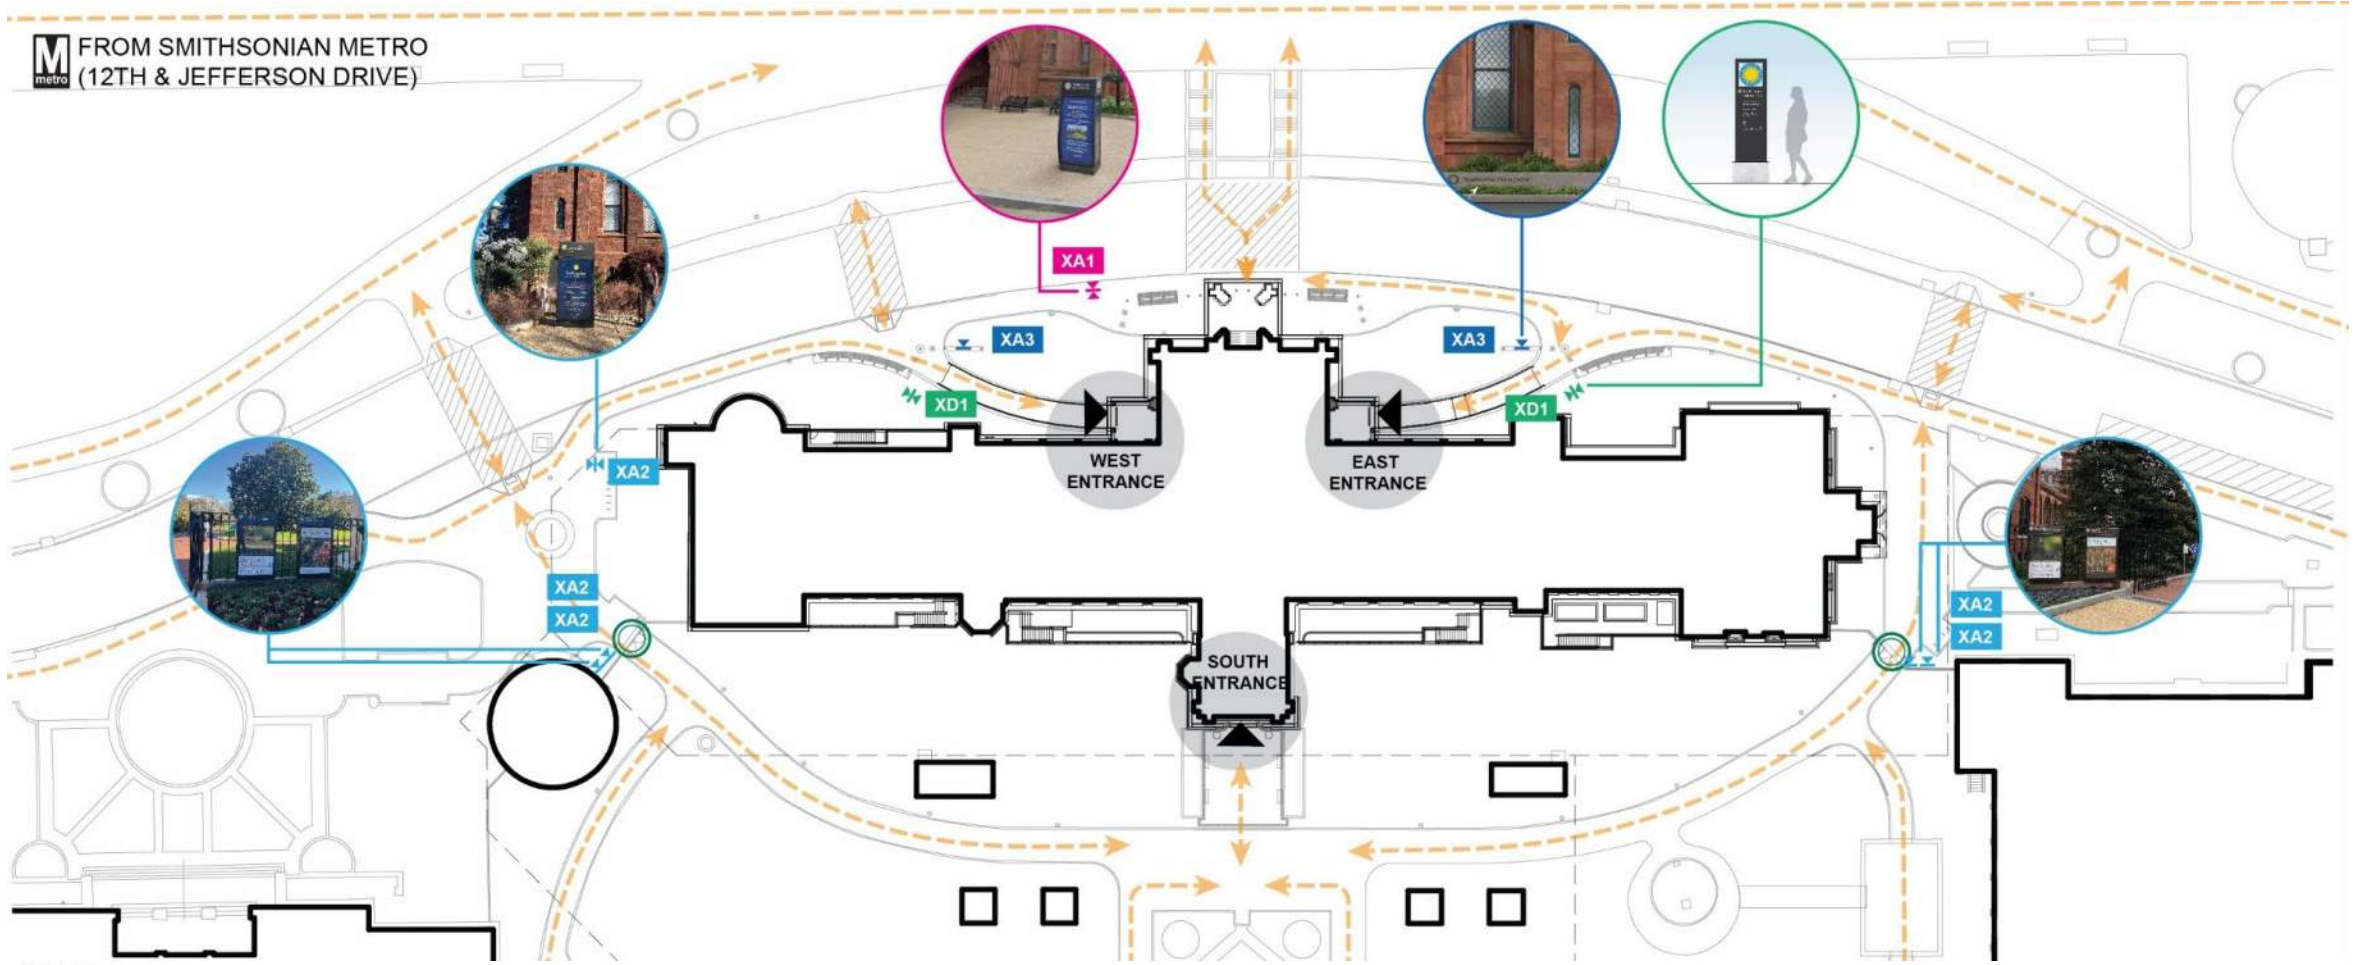 M
metro
FROM SMITHSONIAN METRO
(12TH & JEFFERSON DRIVE)
XA1
XA3
XA3
XD1
XD1
WEST
ENTRANCE
EAST
ENTRANCE
XA2
XA2
XA2
XA2
XA2
SOUTH
ENTRANCE